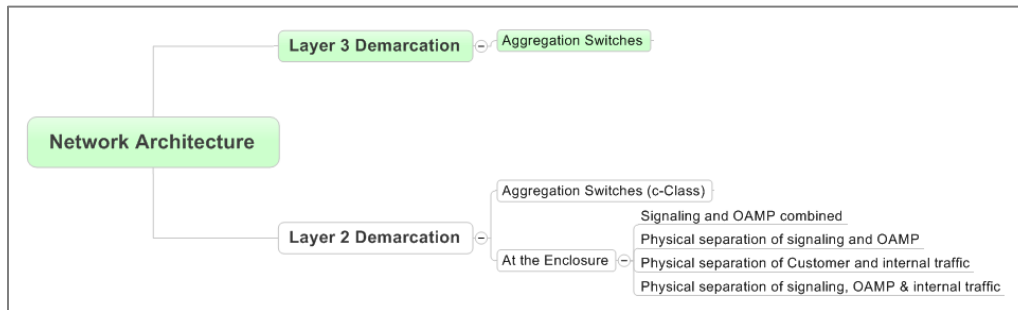 Layer 3 Demarcation
Aggregation Switches
Network Architecture
Aggregation Switches (c-Class)
Layer 2 Demarcation
At the Enclosure
Signaling and OAMP combined
Physical separation of signaling and OAMP
Physical separation of Customer and internal traffic
Physical separation of signaling, OAMP & internal traffic